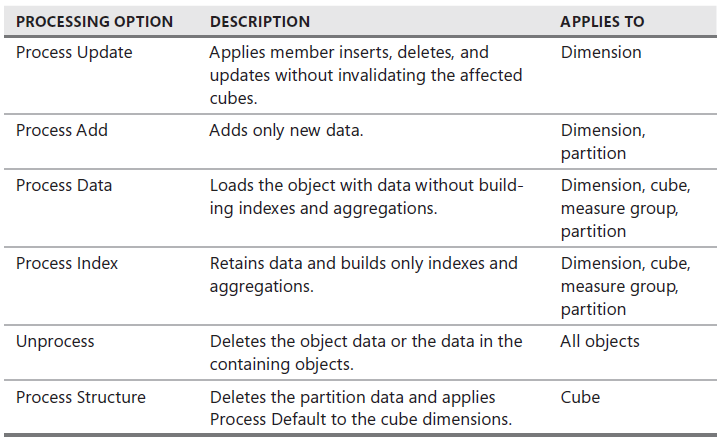 PROCESSING OPTION DESCRIPTION APPLIES TO
Process Update Applies member inserts, deletes, and Dimension
updates without invalidating the affected
cubes.
Process Add Adds only new data. Dimension,
partition
Process Data Loads the object with data without build- Dimension, cube,
ing indexes and aggregations. measure group,
partition
Process Index Retains data and builds only indexes and Dimension, cube,
aggregations. measure group,
partition
Unprocess Deletes the object data or the data in the All objects
containing objects.
Process Structure Deletes the partition data and applies Cube
Process Default to the cube dimensions.